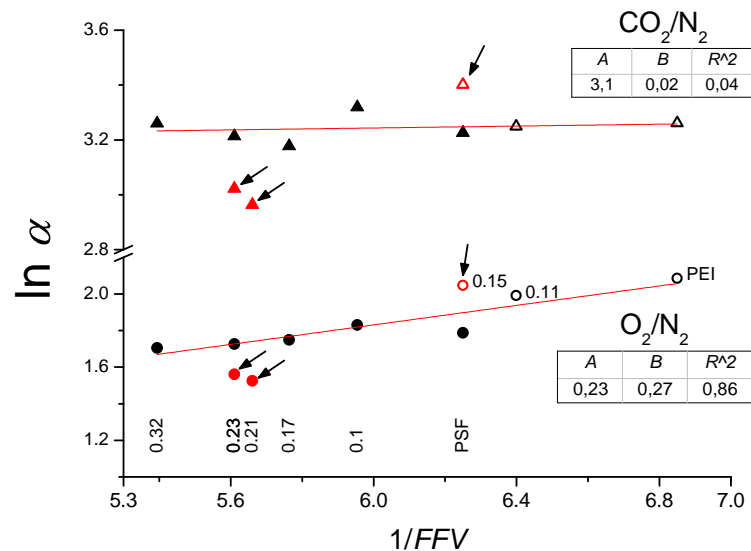 3.6
CO₂/N₂
A B R^2
3,1 0,02 0,04
3.2
2.8
ln α
2.0
0.15
0.11
PEI
O₂/N₂
A B R^2
0,23 0,27 0,86
1.6
1.2
0.32
0.23
0.21
0.17
0.1
PSF
5.3 5.6 6.0 6.4 6.8 7.0
1/FFV